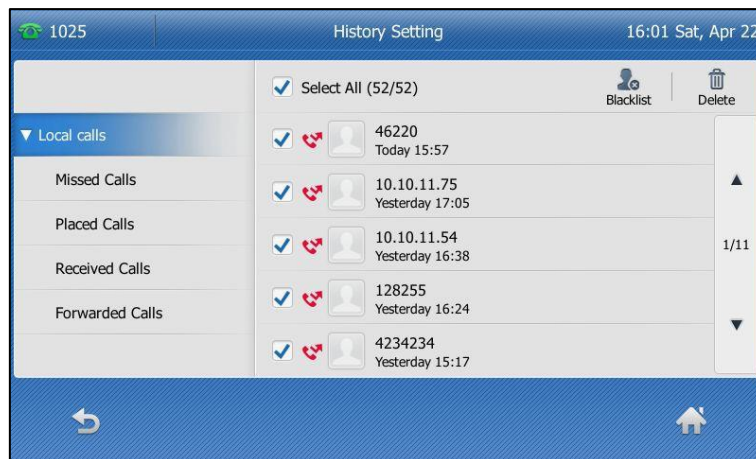 1025
History Setting
16:01 Sat, Apr 22
Select All (52/52)
Blacklist
Delete
Local calls
Missed Calls
Placed Calls
Received Calls
Forwarded Calls
46220
Today 15:57
10.10.11.75
Yesterday 17:05
10.10.11.54
Yesterday 16:38
128255
Yesterday 16:24
4234234
Yesterday 15:17
1/11